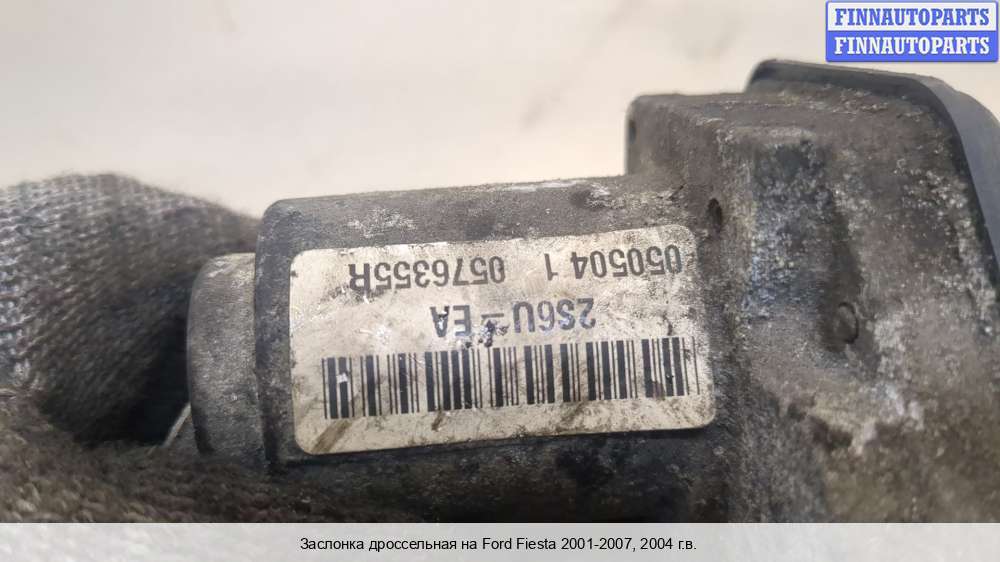 FINNAUTOPARTS
FINNAUTOPARTS
050504 1 0576355R
2S6U-EA
Заслонка дроссельная на Ford Fiesta 2001-2007, 2004 г.в.